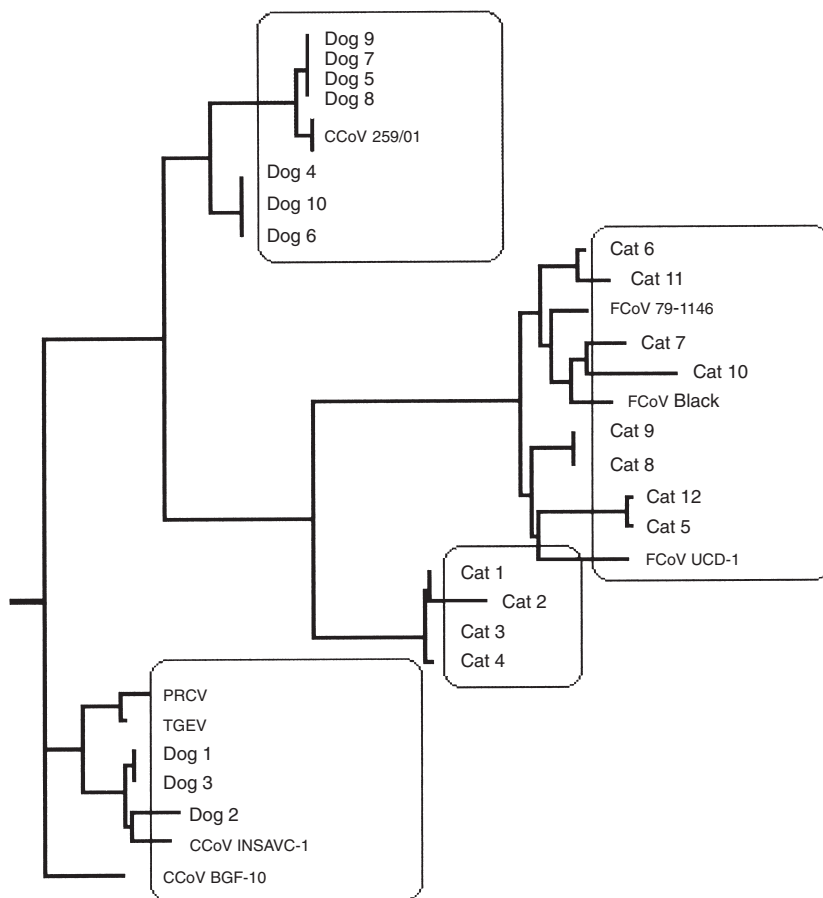 Dog 9
Dog 7
Dog 5
Dog 8
CCoV 259/01
Dog 4
Dog 10
Dog 6
Cat 6
Cat 11
FCoV 79-1146
Cat 7
Cat 10
FCoV Black
Cat 9
Cat 8
Cat 12
Cat 5
FCoV UCD-1
Cat 1
Cat 2
Cat 3
Cat 4
PRCV
TGEV
Dog 1
Dog 3
Dog 2
CCoV INSAVC-1
CCoV BGF-10